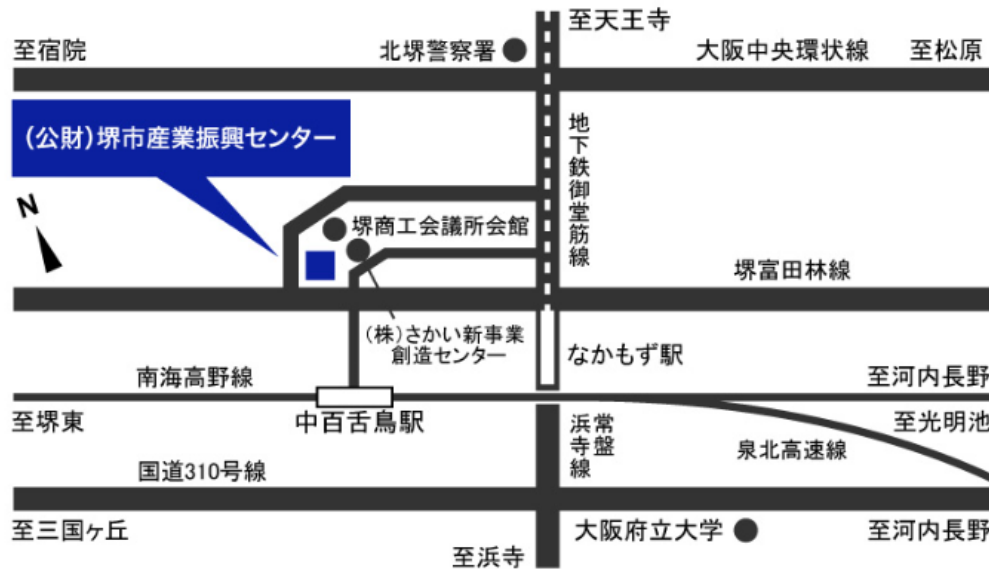 至天王寺
至宿院
北堺警察署
大阪中央環状線
至松原
(公財)堺市産業振興センター
地下鉄御堂筋線
N
堺商工会議所会館
堺富田林線
(株)さかい新事業
創造センター
なかもず駅
南海高野線
至河内長野
至堺東
中百舌鳥駅
常盤
浜寺線
至光明池
泉北高速線
国道310号線
至三国ヶ丘
大阪府立大学
至河内長野
至浜寺